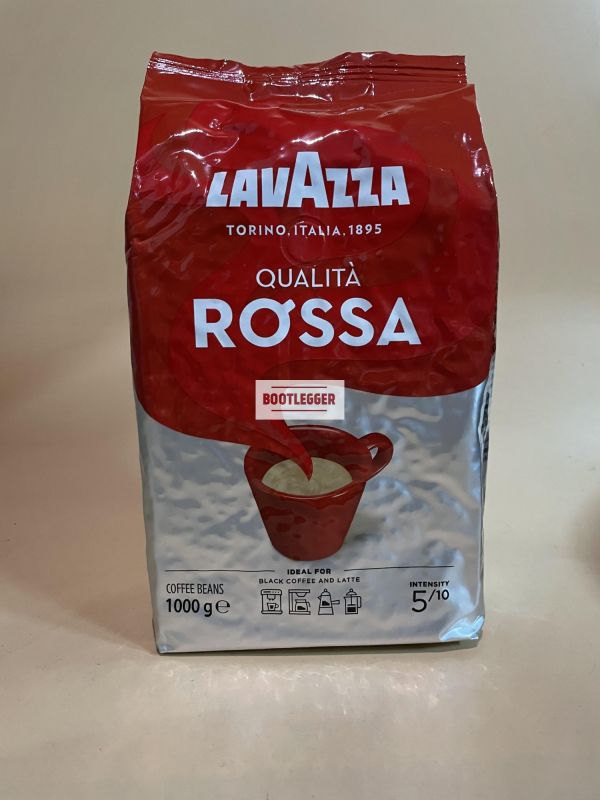 LAVAZZA
TORINO, ITALIA, 1895
QUALITÀ
ROSSA
BOOTLEGGER
IDEAL FOR
BLACK COFFEE AND LATTE
COFFEE BEANS
1000 g ℮
INTENSITY
5/10